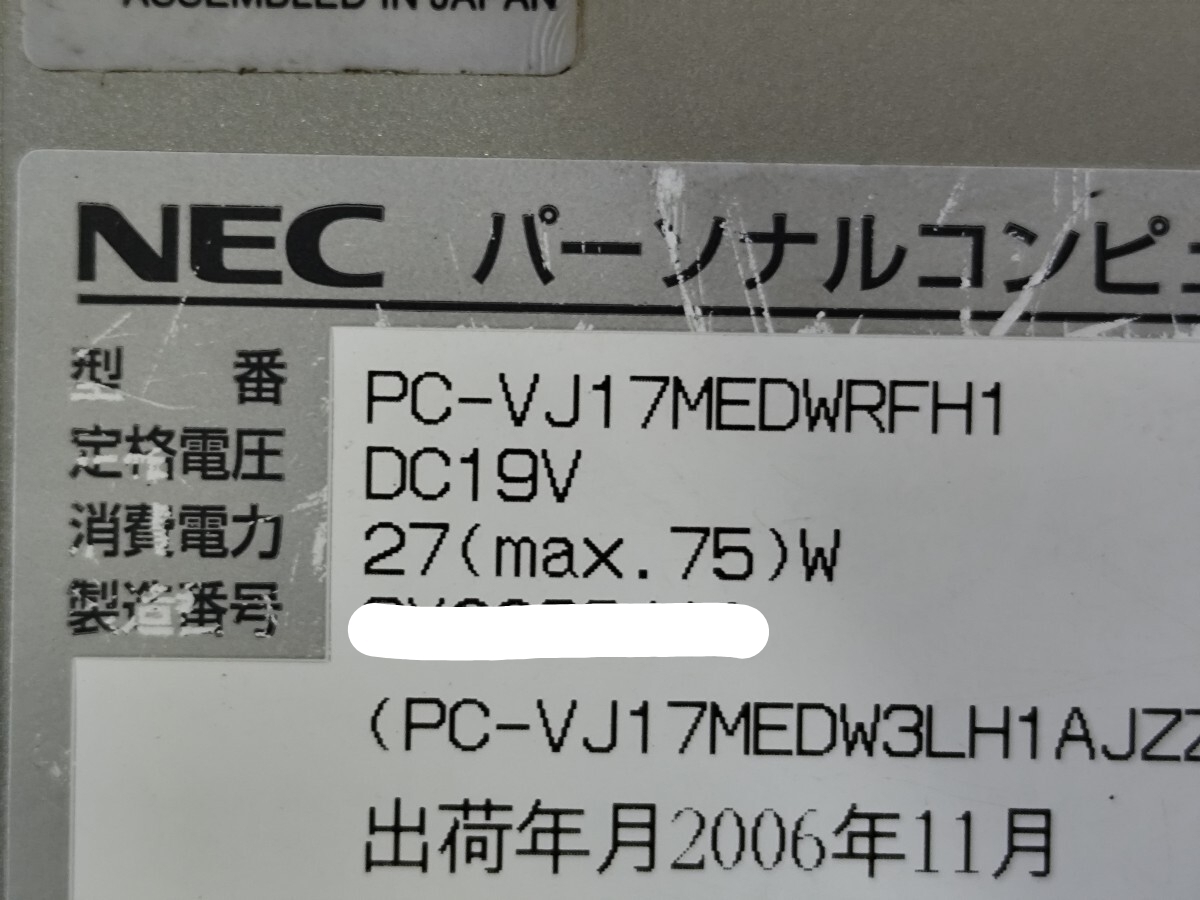 ASSEMBLED IN JAPAN
NEC パーソナルコンピュ
型番 PC-VJ17MEDWRFH1
定格電圧 DC19V
消費電力 27(max.75)W
製造番号
(PC-VJ17MEDW3LH1AJZZ
出荷年月2006年11月